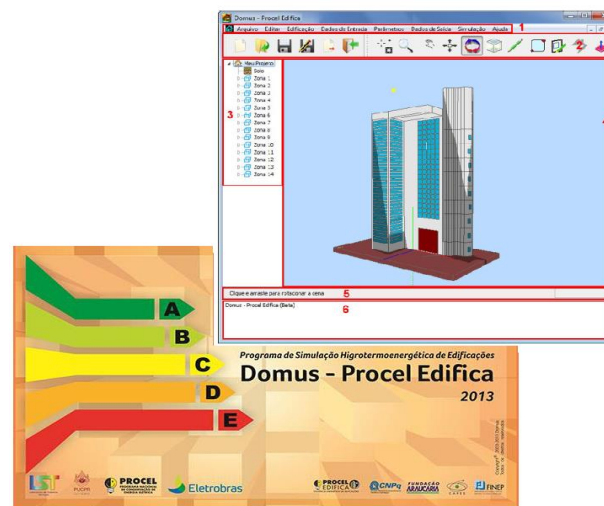 Domus - Procel Edifica
Arquivo Editar Edificação Dados de Entrada Parâmetros Dados de Saída Simulação Ajuda
1
Meu Projeto
Solo
Zona 1
Zona 2
Zona 3
Zona 4
Zona 5
Zona 6
Zona 7
Zona 8
Zona 9
Zona 10
Zona 11
Zona 12
Zona 13
Zona 14
3
Clique e arraste para rotacionar a cena
5
Domus - Procel Edifica [Beta]
6
A
B
C
D
E
Programa de Simulação Higrotermoenergética de Edificações
Domus - Procel Edifica
2013
LST
PUCPR
PROCEL
Eletrobras
PROCEL
EDIFICA
CNPq
FUNDAÇÃO
ARAUCÁRIA
CAPES
FINEP